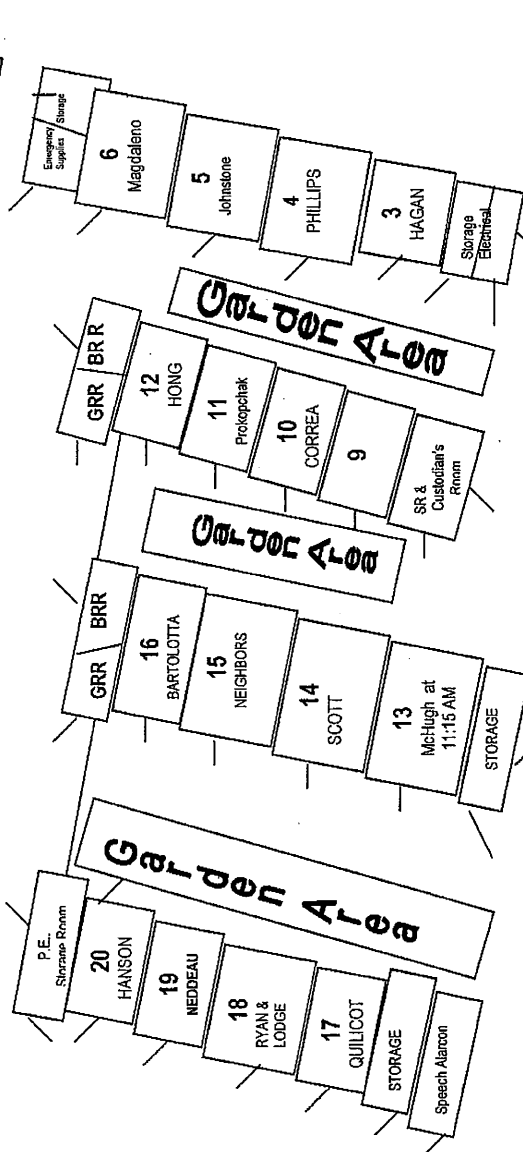 Emergency
Supplies
Storage
6
Magdaleno
5
Johnstone
4
PHILLIPS
3
HAGAN
Storage
Electrical
Garden Area
GRR
BR R
12
HONG
11
Prokopchak
10
CORREA
9
SR &
Custodian's
Room
Garden Area
GRR
BRR
16
BARTOLOTTA
15
NEIGHBORS
14
SCOTT
13
McHugh at
11:15 AM
STORAGE
Garden Area
P.E.
Storage Room
20
HANSON
19
NEDDEAU
18
RYAN &
LODGE
17
QUILICOT
STORAGE
Speech Alarcon